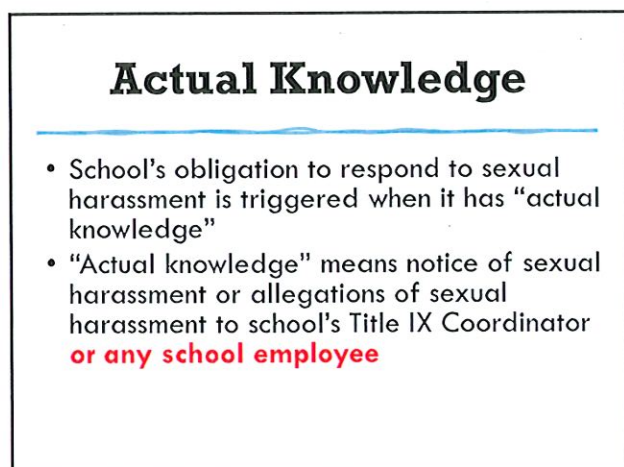 Actual Knowledge
• School's obligation to respond to sexual
harassment is triggered when it has "actual
knowledge"
• "Actual knowledge" means notice of sexual
harassment or allegations of sexual
harassment to school's Title IX Coordinator
or any school employee